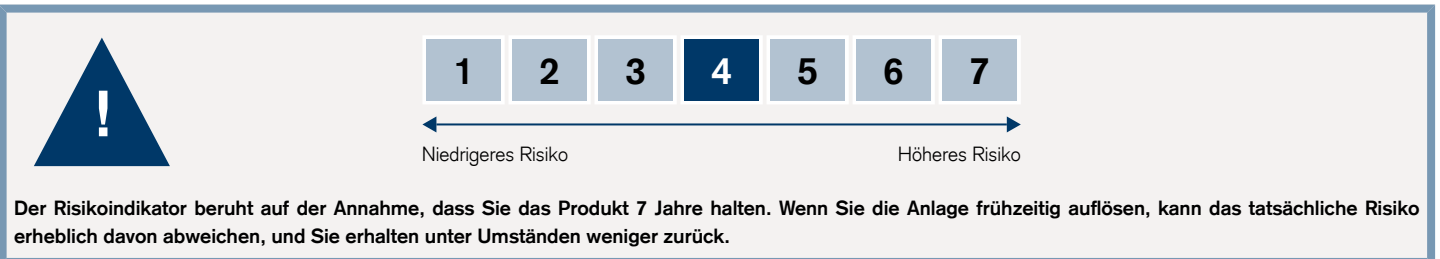 !
1 2 3 4 5 6 7
Niedrigeres Risiko Höheres Risiko
Der Risikoindikator beruht auf der Annahme, dass Sie das Produkt 7 Jahre halten. Wenn Sie die Anlage frühzeitig auflösen, kann das tatsächliche Risiko
erheblich davon abweichen, und Sie erhalten unter Umständen weniger zurück.